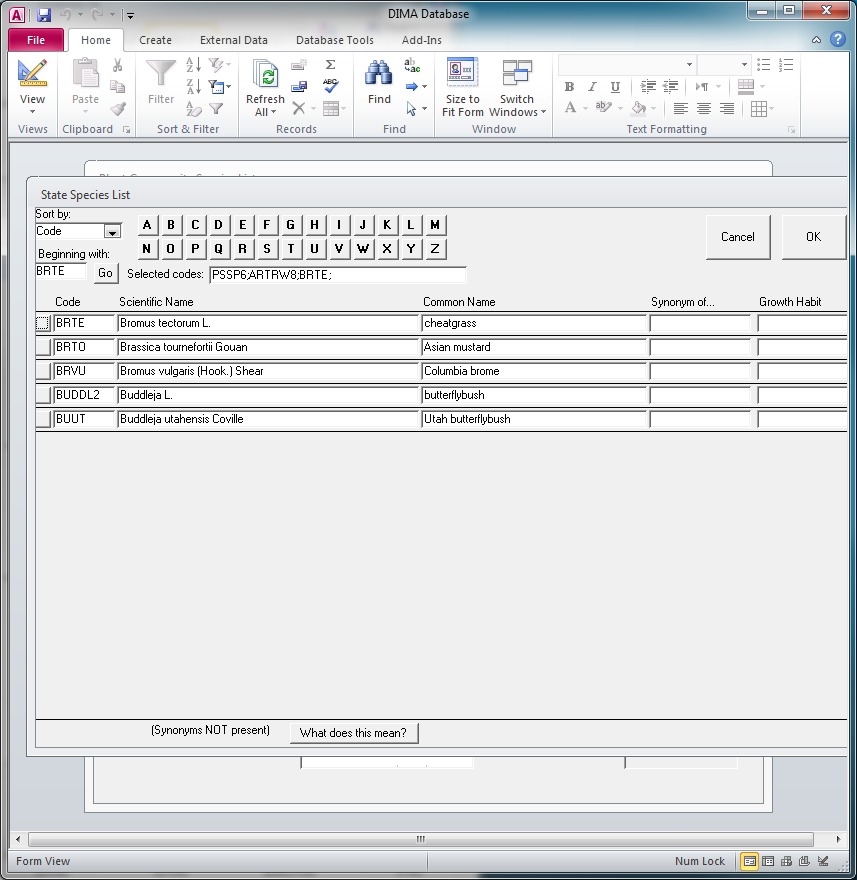 DIMA Database
File Home Create External Data Database Tools Add-Ins
View Paste Filter Refresh All Find Size to Fit Form Switch Windows
Views Clipboard Sort & Filter Records Find Window Text Formatting
State Species List
Sort by:
Code
A B C D E F G H I J K L M
N O P Q R S T U V W X Y Z
Cancel OK
Beginning with:
BRTE Go Selected codes: PSSP6;ARTRW8;BRTE;
Code Scientific Name Common Name Synonym of... Growth Habit
BRTE Bromus tectorum L. cheatgrass
BRTO Brassica tournefortii Gouan Asian mustard
BRVU Bromus vulgaris (Hook.) Shear Columbia brome
BUDDL2 Buddleja L. butterflybush
BUUT Buddleja utahensis Coville Utah butterflybush
(Synonyms NOT present) What does this mean?
Form View Num Lock